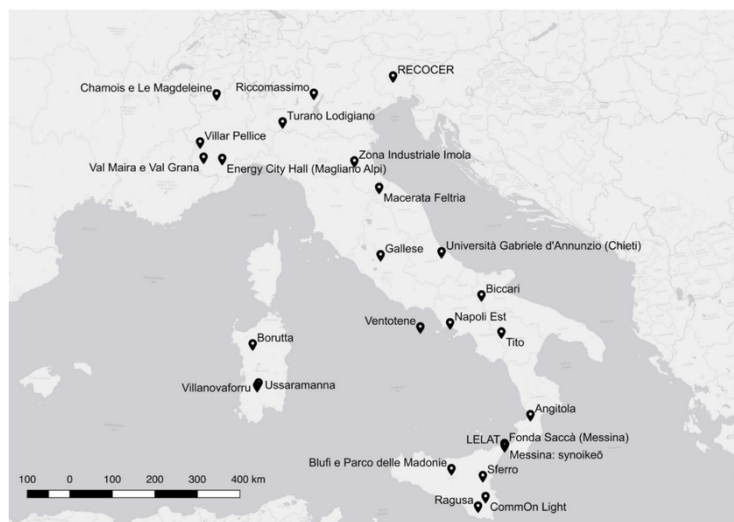 RECOCER
Chamois e Le Magdeleine
Riccomassimo
Turano Lodigiano
Villar Pellice
Val Maira e Val Grana
Energy City Hall (Magliano Alpi)
Zona Industriale Imola
Macerata Feltria
Gallese
Università Gabriele d'Annunzio (Chieti)
Biccari
Ventotene
Napoli Est
Tito
Borutta
Villanovaforru
Ussaramanna
Angitola
LELAT
Fonda Saccà (Messina)
Messina: synoikeō
Blufi e Parco delle Madonie
Sferro
Ragusa
CommOn Light
100 0 100 200 300 400 km